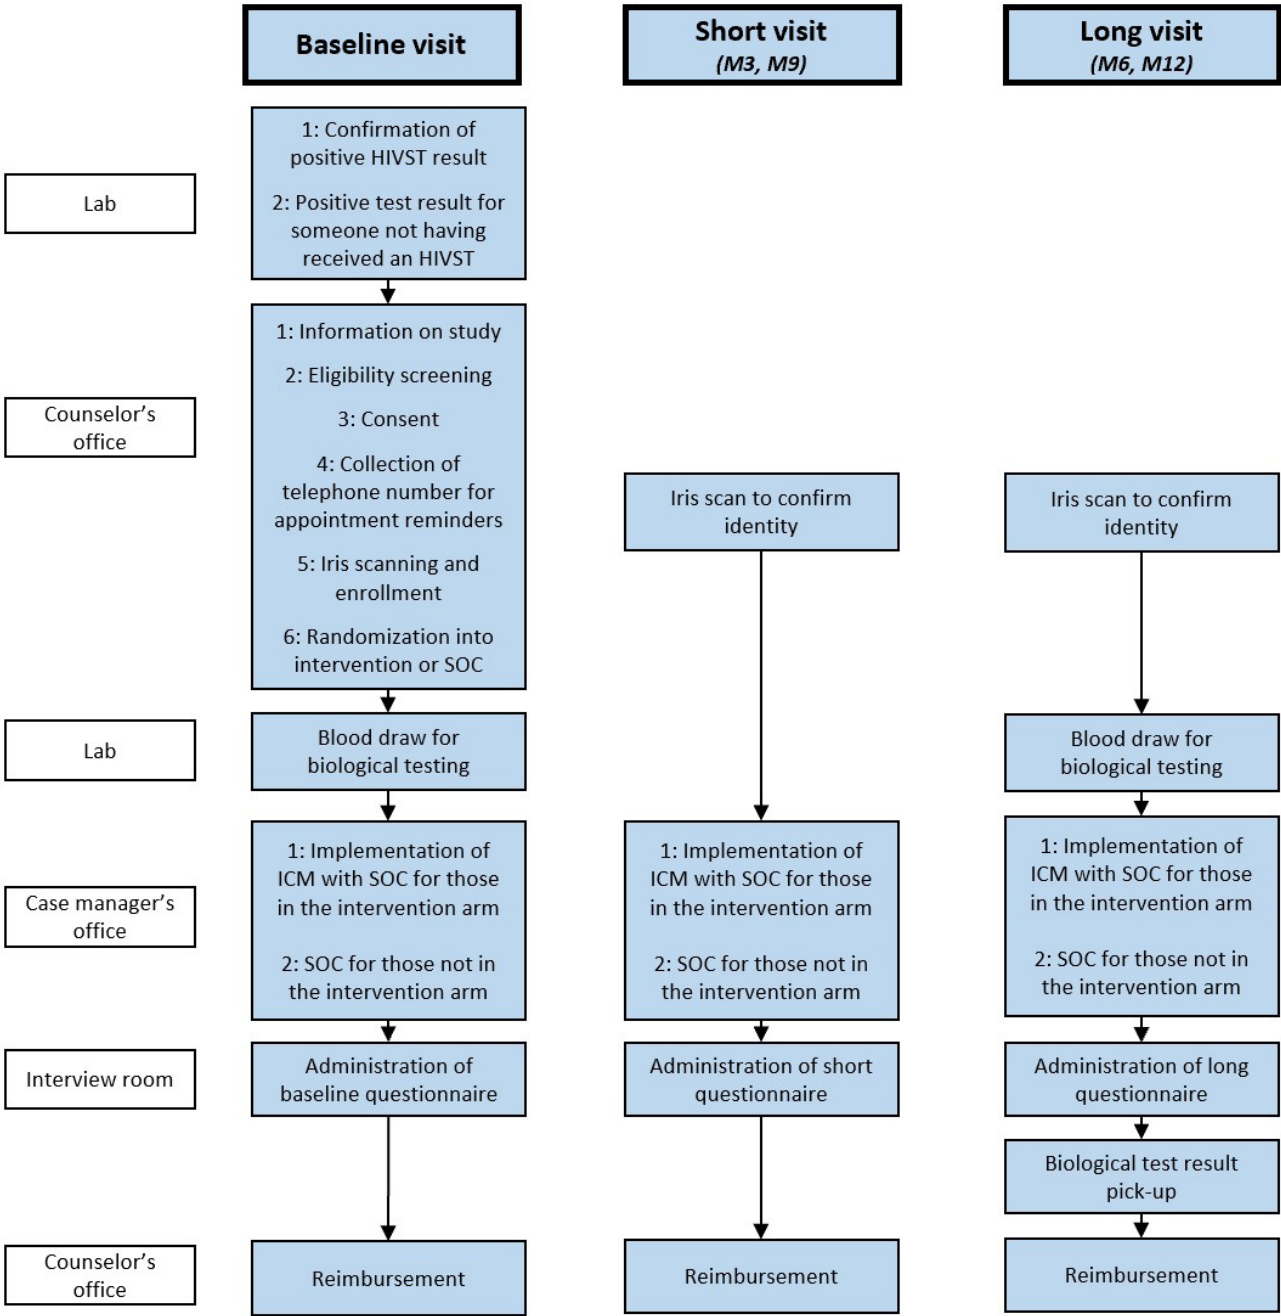 Baseline visit
Short visit
(M3, M9)
Long visit
(M6, M12)
Lab
1: Confirmation of
positive HIVST result
2: Positive test result for
someone not having
received an HIVST
Counselor’s
office
1: Information on study
2: Eligibility screening
3: Consent
4: Collection of
telephone number for
appointment reminders
5: Iris scanning and
enrollment
6: Randomization into
intervention or SOC
Iris scan to confirm
identity
Iris scan to confirm
identity
Lab
Blood draw for
biological testing
Blood draw for
biological testing
Case manager’s
office
1: Implementation of
ICM with SOC for those
in the intervention arm
2: SOC for those not in
the intervention arm
1: Implementation of
ICM with SOC for those
in the intervention arm
2: SOC for those not in
the intervention arm
1: Implementation of
ICM with SOC for those
in the intervention arm
2: SOC for those not in
the intervention arm
Interview room
Administration of
baseline questionnaire
Administration of short
questionnaire
Administration of long
questionnaire
Biological test result
pick-up
Counselor’s
office
Reimbursement
Reimbursement
Reimbursement